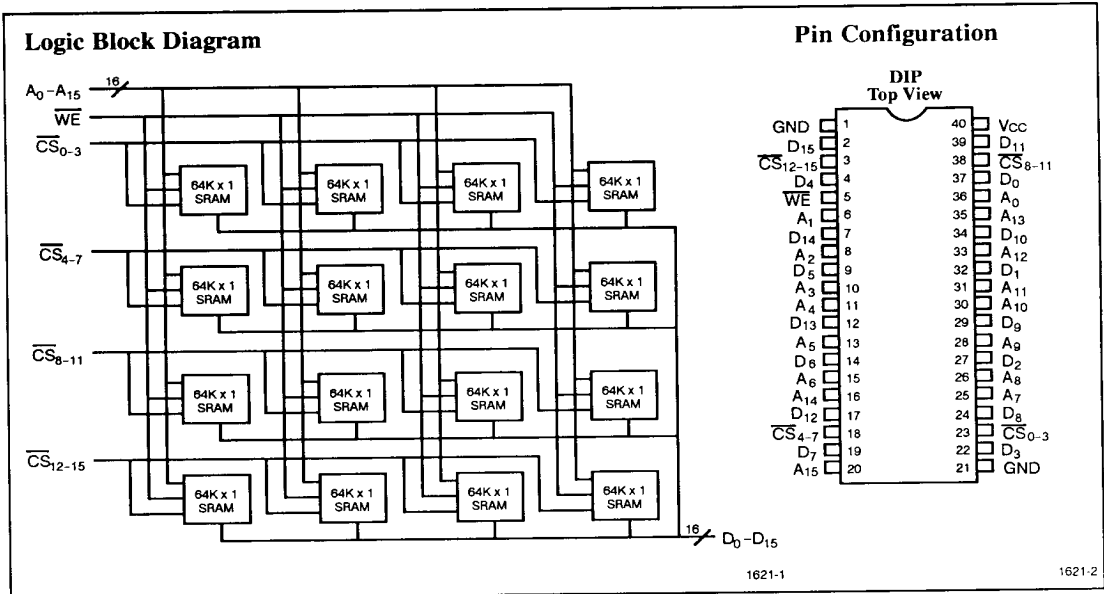 Logic Block Diagram
A0–A15
16
WE
CS0–3
64K x 1
SRAM
64K x 1
SRAM
64K x 1
SRAM
64K x 1
SRAM
CS4–7
64K x 1
SRAM
64K x 1
SRAM
64K x 1
SRAM
64K x 1
SRAM
CS8–11
64K x 1
SRAM
64K x 1
SRAM
64K x 1
SRAM
64K x 1
SRAM
CS12–15
64K x 1
SRAM
64K x 1
SRAM
64K x 1
SRAM
64K x 1
SRAM
16
D0–D15
1621-1
Pin Configuration
DIP
Top View
GND 1 40 VCC
D15 2 39 D11
CS12–15 3 38 CS8–11
D4 4 37 D0
WE 5 36 A0
A1 6 35 A13
D14 7 34 D10
A2 8 33 A12
D5 9 32 D1
A3 10 31 A11
A4 11 30 A10
D13 12 29 D9
A5 13 28 A9
D6 14 27 D2
A6 15 26 A8
A14 16 25 A7
D12 17 24 D8
CS4–7 18 23 CS0–3
D7 19 22 D3
A15 20 21 GND
1621-2